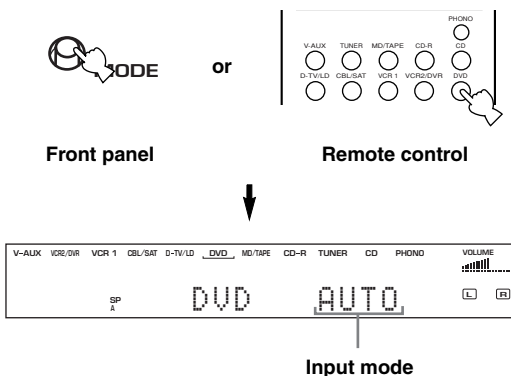 PHONO
V-AUX TUNER MD/TAPE CD-R CD
D-TV/LD CBL/SAT VCR 1 VCR2/DVR DVD
MODE
or
Front panel
Remote control
V-AUX VCR2/DVR VCR 1 CBL/SAT D-TV/LD DVD MD/TAPE CD-R TUNER CD PHONO VOLUME
SP
A
DVD AUTO
L R
Input mode